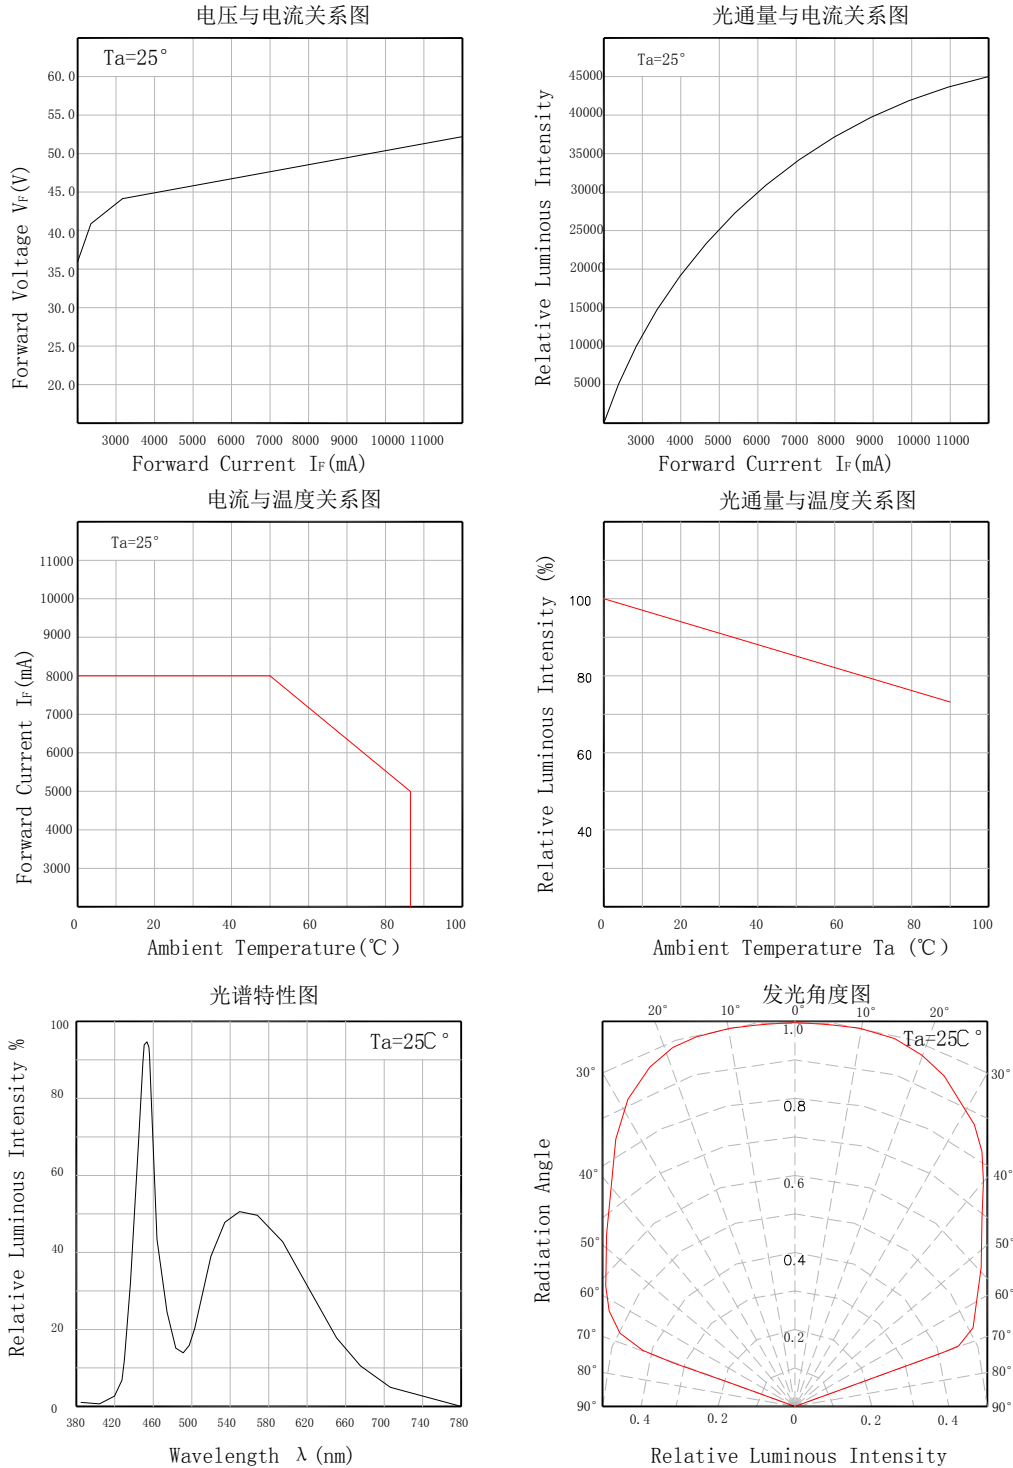 电压与电流关系图
Ta=25°
60.0
55.0
50.0
45.0
40.0
35.0
30.0
25.0
20.0
Forward Voltage VF(V)
3000 4000 5000 6000 7000 8000 9000 10000 11000
Forward Current IF(mA)
光通量与电流关系图
Ta=25°
45000
40000
35000
30000
25000
20000
15000
10000
5000
Relative Luminous Intensity
3000 4000 5000 6000 7000 8000 9000 10000 11000
Forward Current IF(mA)
电流与温度关系图
Ta=25°
11000
10000
9000
8000
7000
6000
5000
4000
3000
Forward Current IF(mA)
0 20 40 60 80 100
Ambient Temperature(℃)
光通量与温度关系图
100
80
60
40
Relative Luminous Intensity (%)
0 20 40 60 80 100
Ambient Temperature Ta (℃)
光谱特性图
Ta=25C°
100
80
60
40
20
0
Relative Luminous Intensity %
380 420 460 500 540 580 620 660 700 740 780
Wavelength λ (nm)
发光角度图
20° 10° 0° 10° 20°
Ta=25C°
1.0
30° 30°
0.8
40° 0.6 40°
50° 0.4 50°
60° 60°
70° 0.2 70°
80° 80°
90° 90°
0.4 0.2 0 0.2 0.4
Radiation Angle
Relative Luminous Intensity